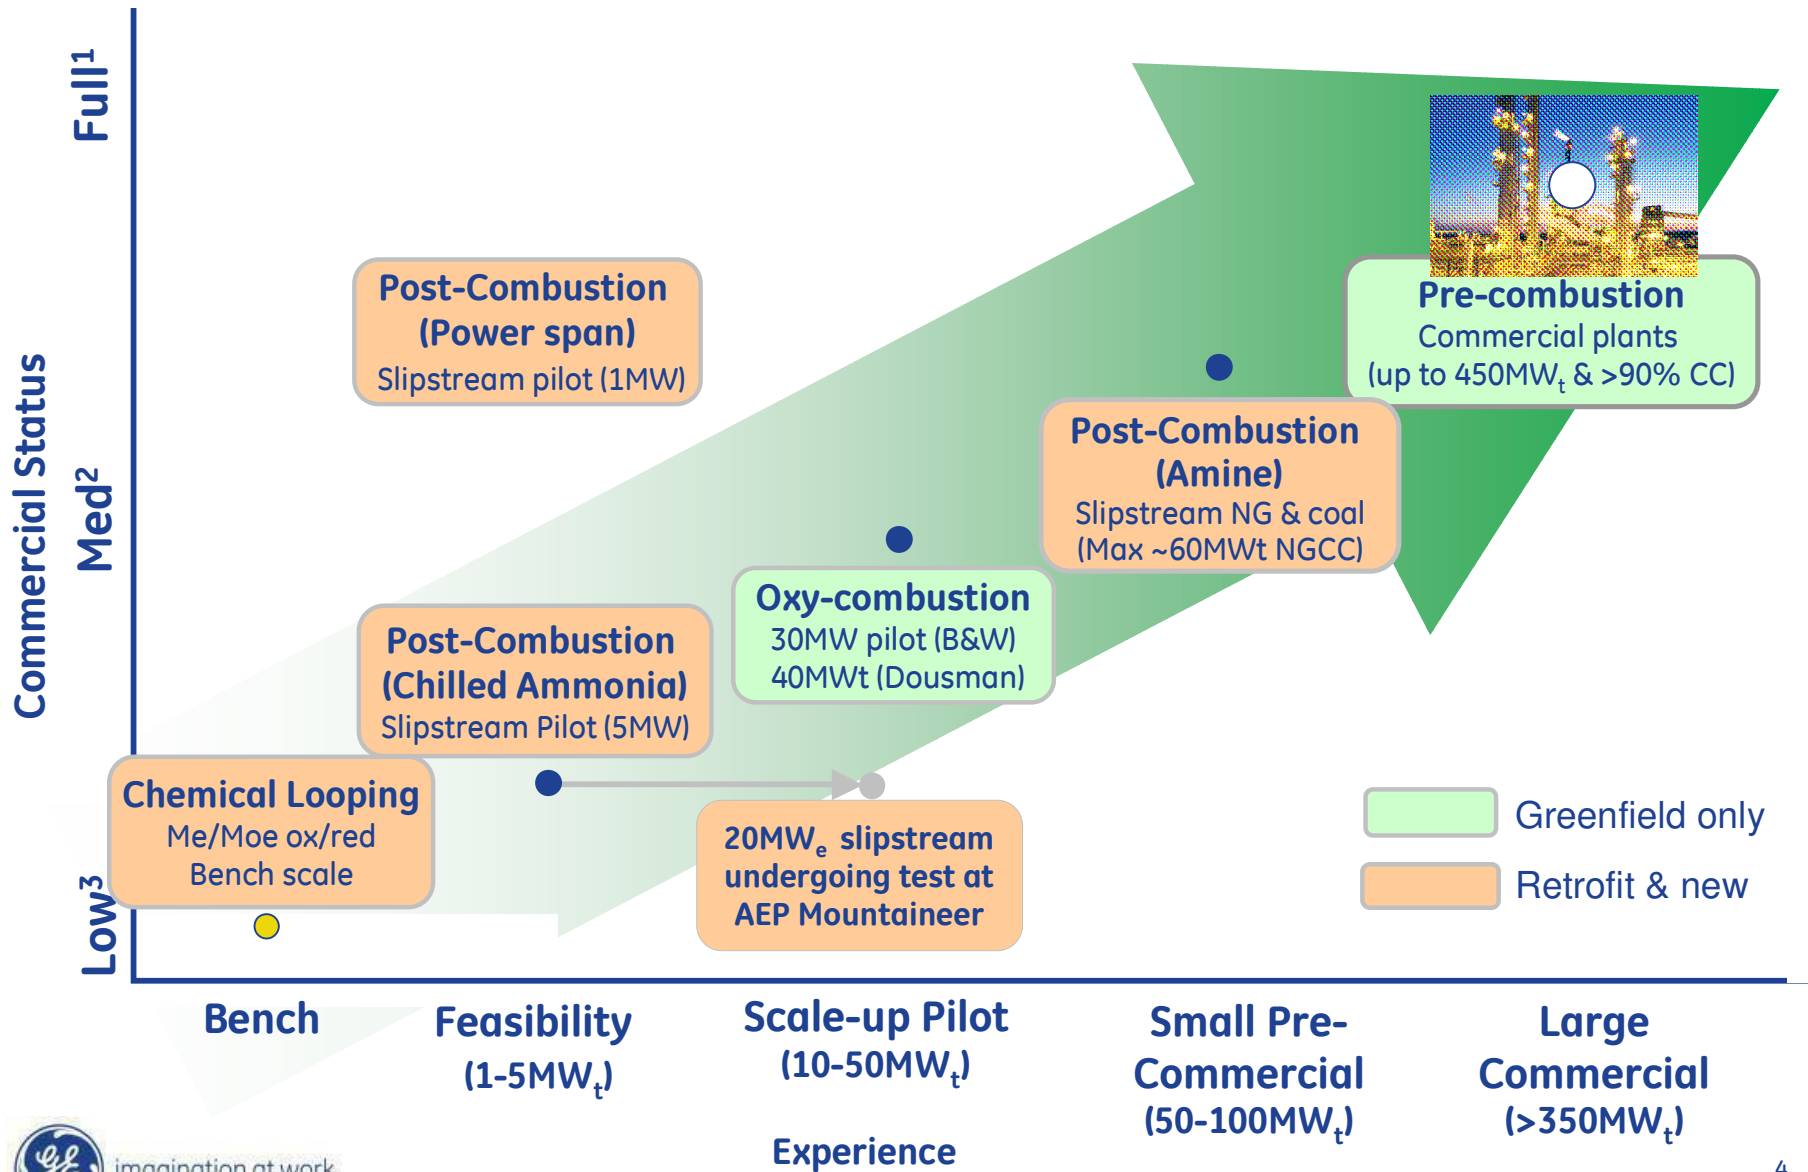 Commercial Status
Full¹
Med²
Low³
Post-Combustion
(Power span)
Slipstream pilot (1MW)
Pre-combustion
Commercial plants
(up to 450MWₜ & >90% CC)
Post-Combustion
(Amine)
Slipstream NG & coal
(Max ~60MWt NGCC)
Oxy-combustion
30MW pilot (B&W)
40MWt (Dousman)
Post-Combustion
(Chilled Ammonia)
Slipstream Pilot (5MW)
Chemical Looping
Me/Moe ox/red
Bench scale
20MWₑ slipstream
undergoing test at
AEP Mountaineer
Greenfield only
Retrofit & new
Bench
Feasibility
(1-5MWₜ)
Scale-up Pilot
(10-50MWₜ)
Small Pre-
Commercial
(50-100MWₜ)
Large
Commercial
(>350MWₜ)
Experience
GE
imagination at work
4